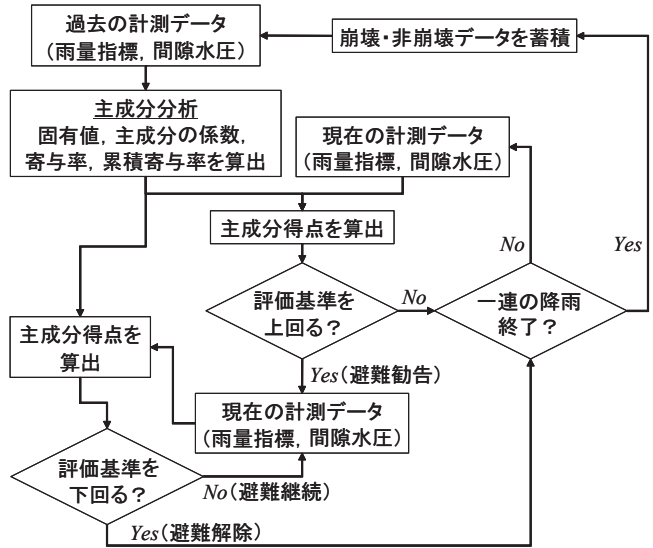 過去の計測データ
(雨量指標, 間隙水圧)
崩壊・非崩壊データを蓄積
主成分分析
固有値, 主成分の係数,
寄与率, 累積寄与率を算出
現在の計測データ
(雨量指標, 間隙水圧)
主成分得点を算出
No
Yes
評価基準を
上回る?
No
一連の降雨
終了?
主成分得点を
算出
Yes(避難勧告)
現在の計測データ
(雨量指標, 間隙水圧)
評価基準を
下回る?
No(避難継続)
Yes(避難解除)